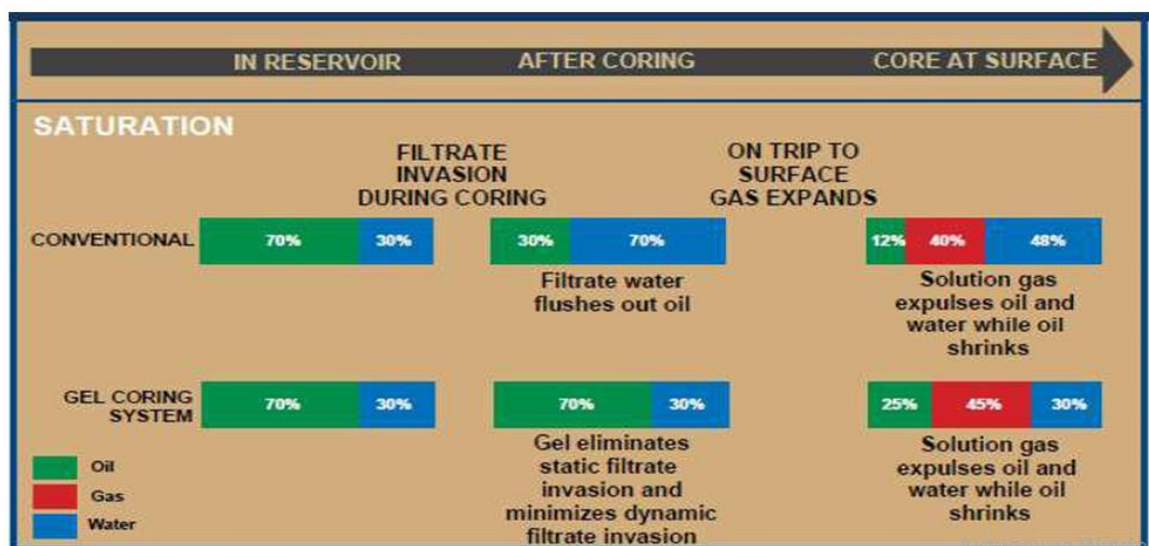 IN RESERVOIR AFTER CORING CORE AT SURFACE
SATURATION
FILTRATE
INVASION
DURING CORING
ON TRIP TO
SURFACE
GAS EXPANDS
CONVENTIONAL
70% 30%
30% 70%
12% 40% 48%
Filtrate water
flushes out oil
Solution gas
expulses oil and
water while oil
shrinks
GEL CORING
SYSTEM
70% 30%
70% 30%
25% 45% 30%
Gel eliminates
static filtrate
invasion and
minimizes dynamic
filtrate invasion
Solution gas
expulses oil and
water while oil
shrinks
Oil
Gas
Water